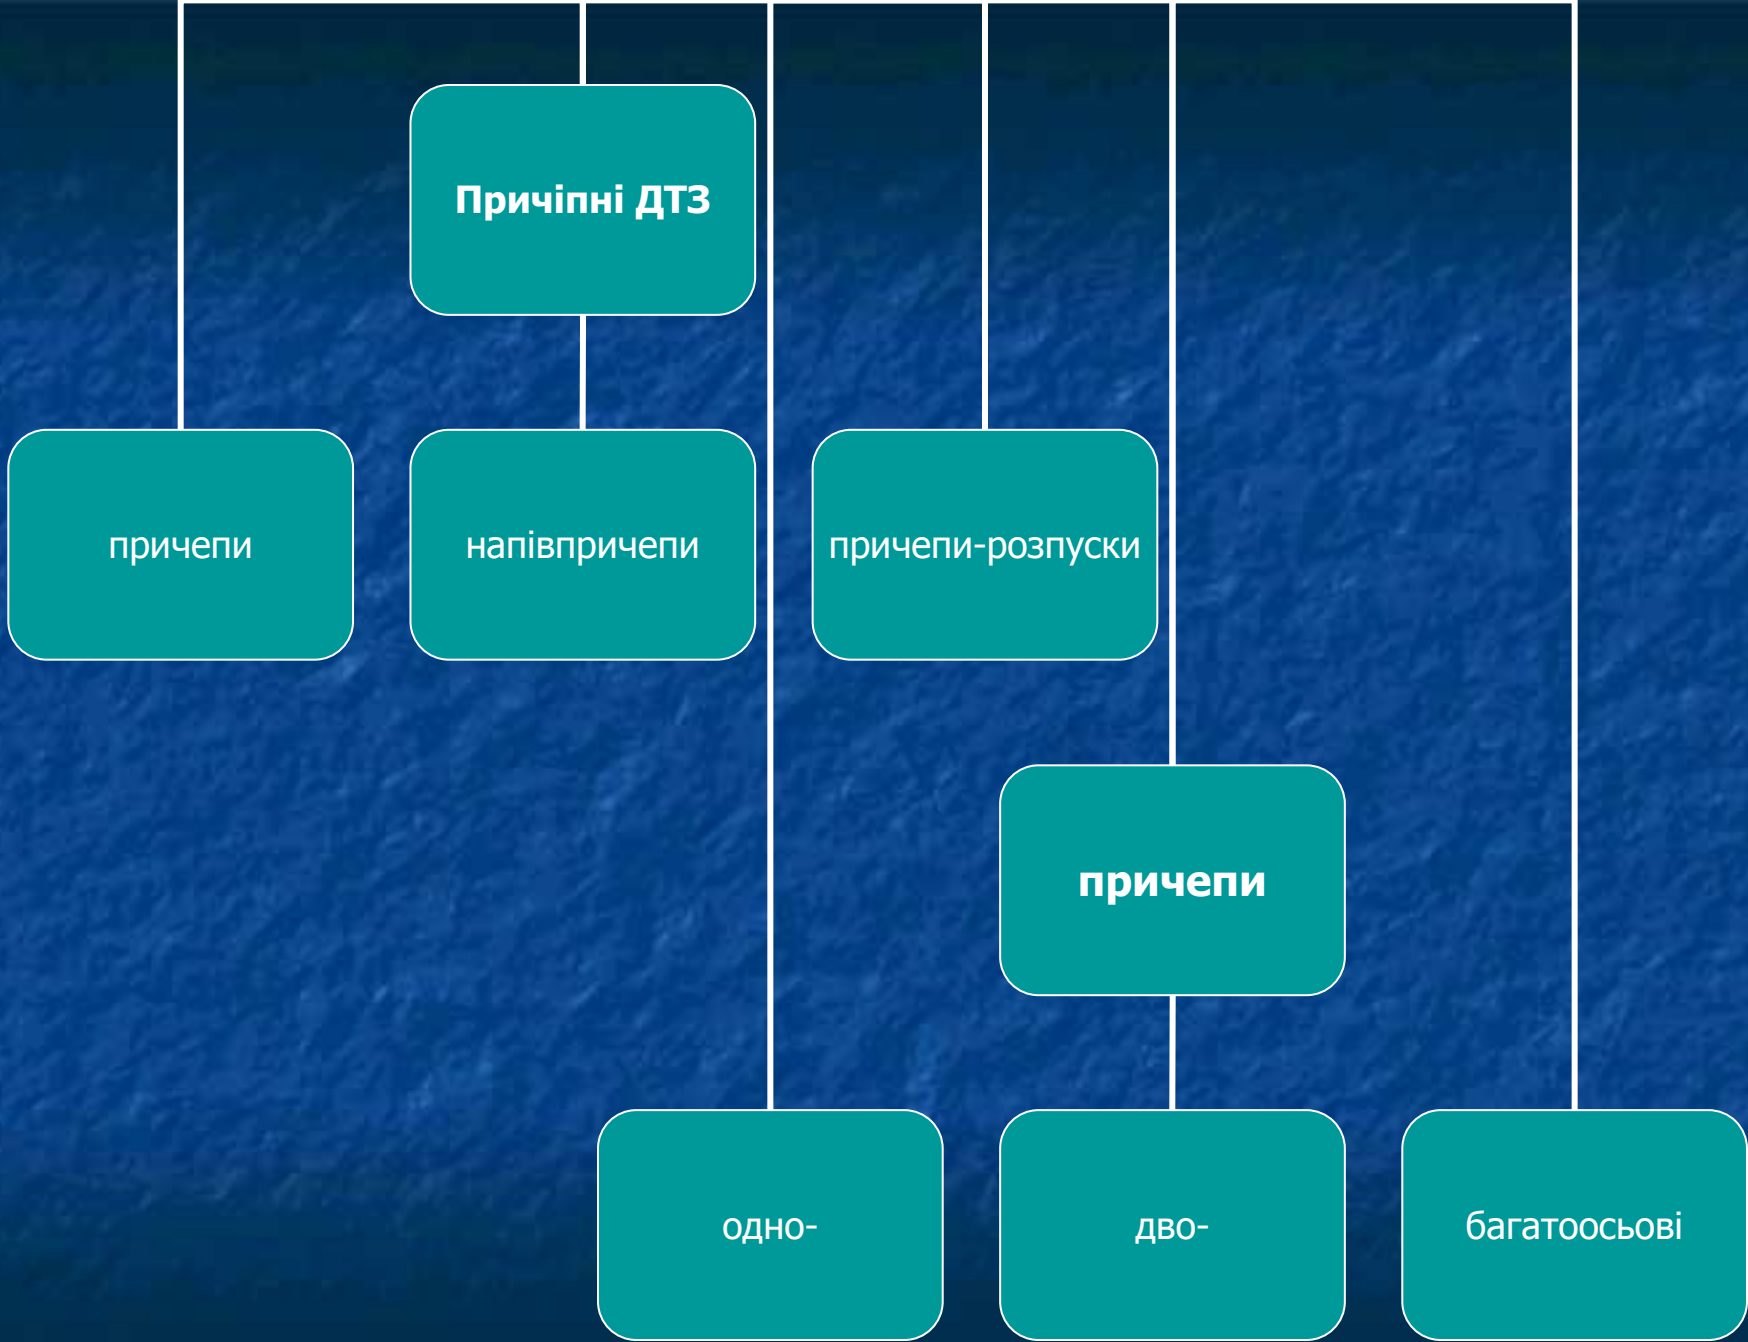 Причіпні ДТЗ
причепи
напівпричепи
причепи-розпуски
причепи
одно-
дво-
багатоосьові